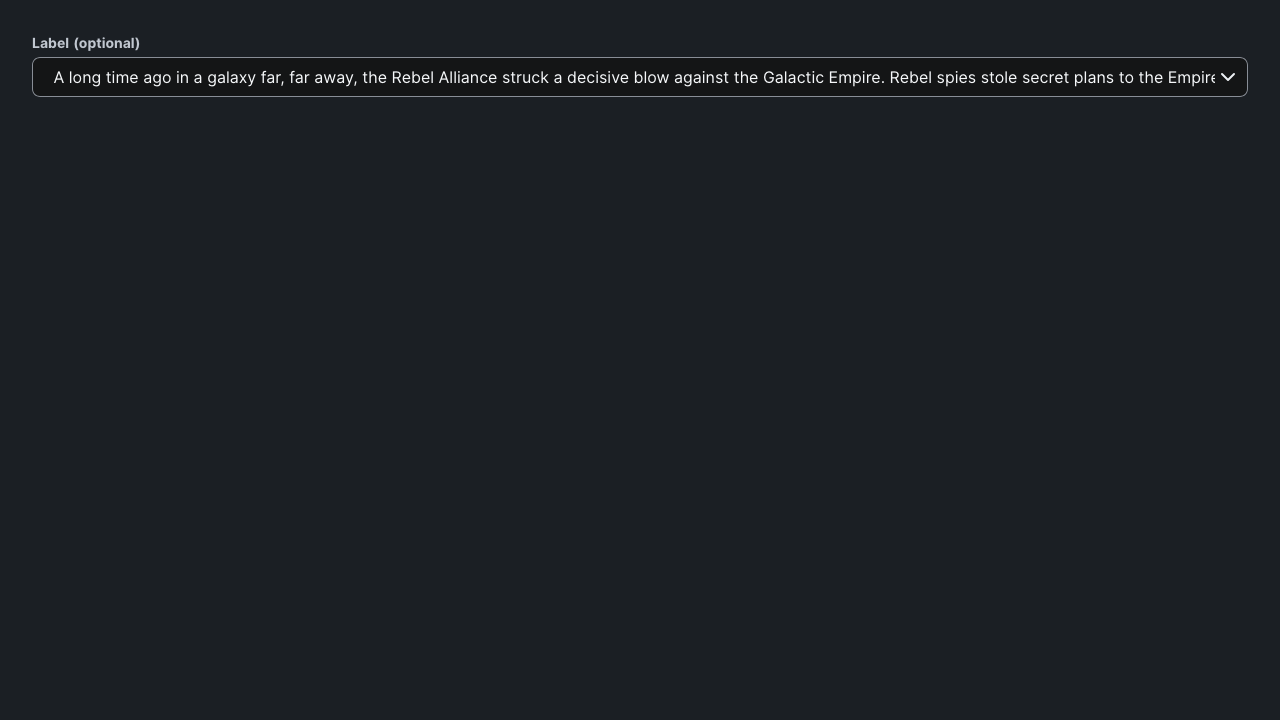 Label (optional)
A long time ago in a galaxy far, far away, the Rebel Alliance struck a decisive blow against the Galactic Empire. Rebel spies stole secret plans to the Empire